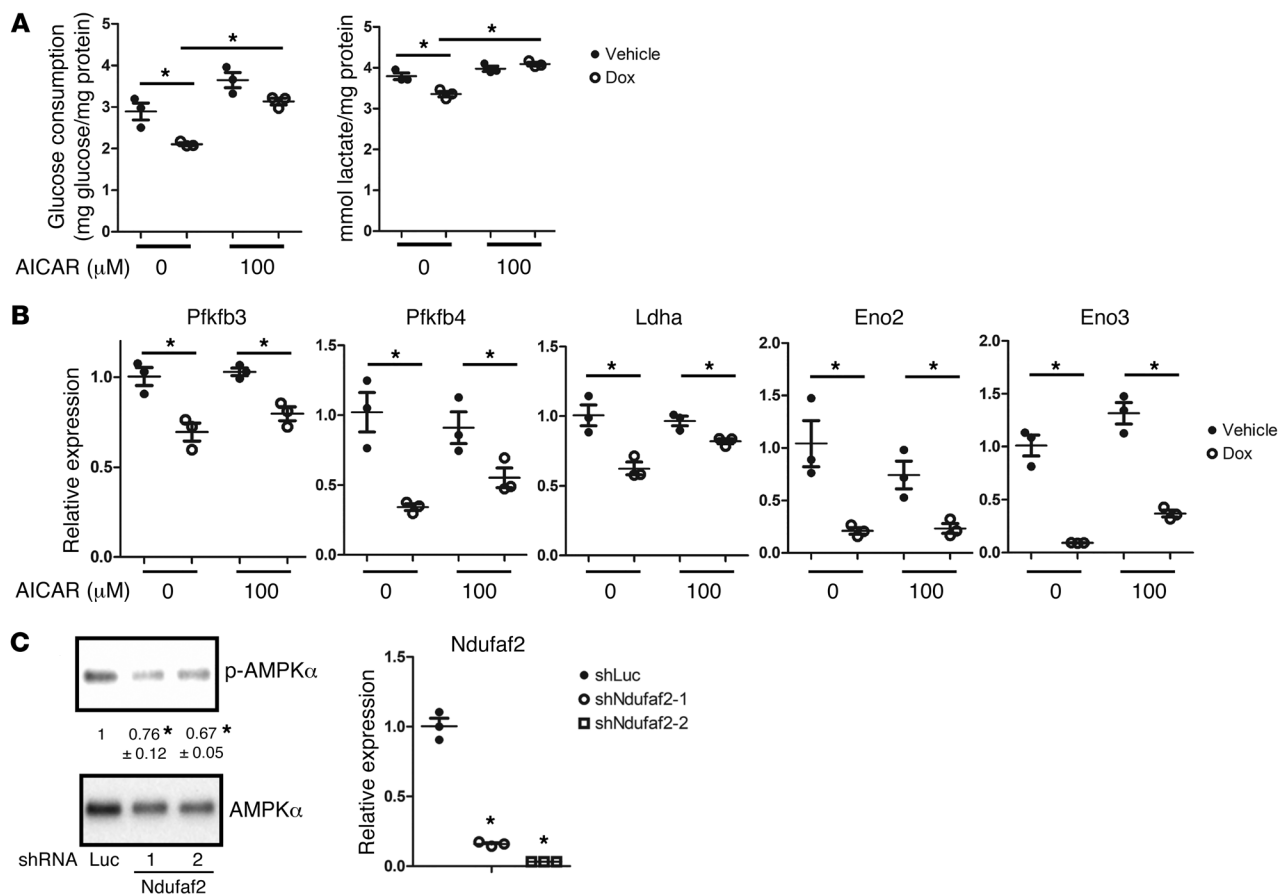 A
Glucose consumption
(mg glucose/mg protein)
5
4
3
2
1
0
*
*
AICAR (μM)
0
100
mmol lactate/mg protein
5
4
3
2
1
0
*
*
0
100
Vehicle
Dox
B
Relative expression
Pfkfb3
1.0
0.5
0.0
*
*
AICAR (μM)
0
100
Pfkfb4
1.5
1.0
0.5
0.0
*
*
0
100
Ldha
1.5
1.0
0.5
0.0
*
*
0
100
Eno2
2.0
1.5
1.0
0.5
0.0
*
*
0
100
Eno3
2.0
1.5
1.0
0.5
0.0
*
*
0
100
Vehicle
Dox
C
p-AMPKα
1 0.76 * 0.67 *
± 0.12 ± 0.05
AMPKα
shRNA Luc 1 2
Ndufaf2
Ndufaf2
Relative expression
1.5
1.0
0.5
0.0
*
*
shLuc
shNdufaf2-1
shNdufaf2-2